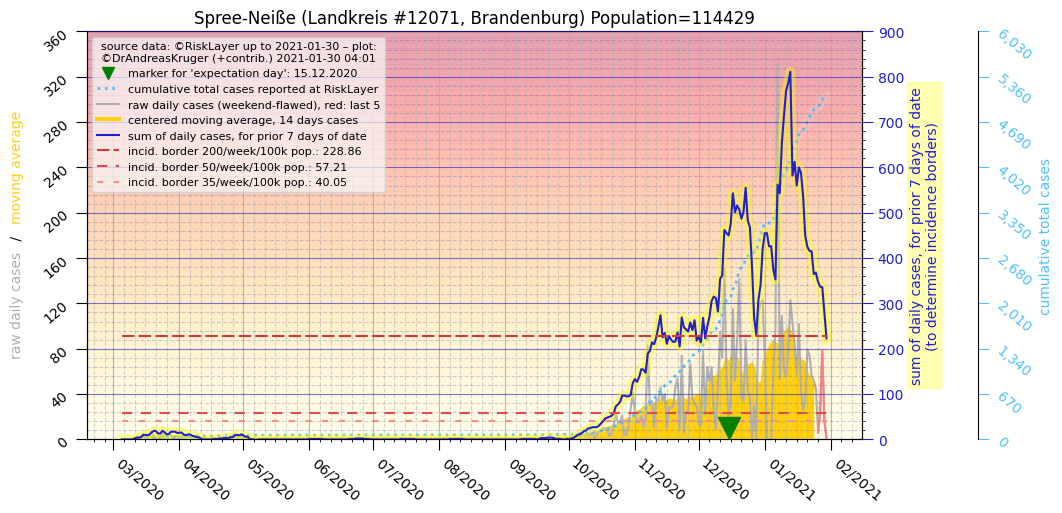 Spree-Neiße (Landkreis #12071, Brandenburg) Population=114429
source data: ©RiskLayer up to 2021-01-30 – plot:
©DrAndreasKruger (+contrib.) 2021-01-30 04:01
marker for 'expectation day': 15.12.2020
cumulative total cases reported at RiskLayer
raw daily cases (weekend-flawed), red: last 5
centered moving average, 14 days cases
sum of daily cases, for prior 7 days of date
incid. border 200/week/100k pop.: 228.86
incid. border 50/week/100k pop.: 57.21
incid. border 35/week/100k pop.: 40.05
raw daily cases / moving average
360
320
280
240
200
160
120
80
40
0
03/2020
04/2020
05/2020
06/2020
07/2020
08/2020
09/2020
10/2020
11/2020
12/2020
01/2021
02/2021
900
800
700
600
500
400
300
200
100
0
sum of daily cases, for prior 7 days of date
(to determine incidence borders)
6,030
5,360
4,690
4,020
3,350
2,680
2,010
1,340
670
0
cumulative total cases